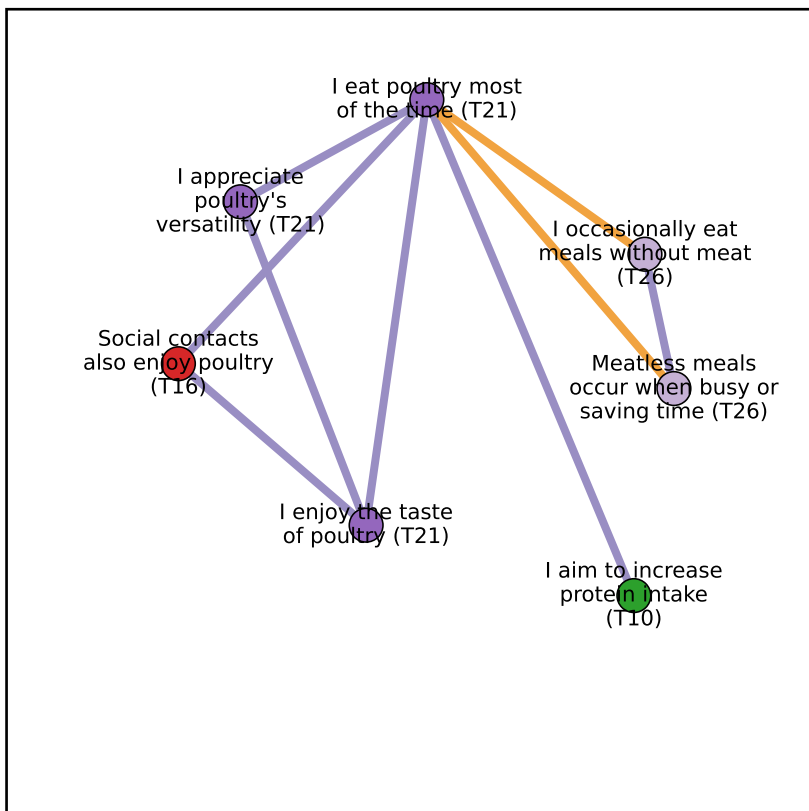 I eat poultry most
of the time (T21)
I appreciate
poultry's
versatility (T21)
I occasionally eat
meals without meat
(T26)
Social contacts
also enjoy poultry
(T16)
Meatless meals
occur when busy or
saving time (T26)
I enjoy the taste
of poultry (T21)
I aim to increase
protein intake
(T10)